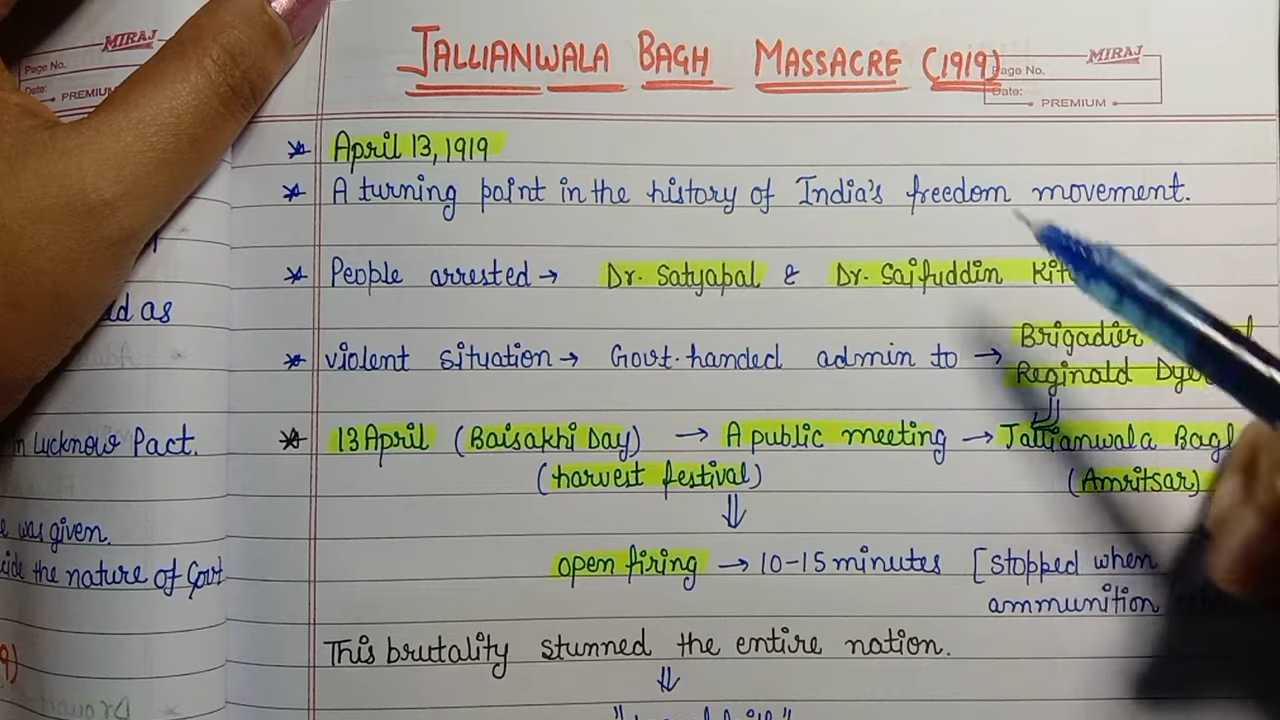 MIRAJ
Page No.
Date:
PREMIUM
JALLIANWALA BAGH MASSACRE (1919)
MIRAJ
Page No.
Date:
PREMIUM
April 13, 1919
A turning point in the history of India's freedom movement.
People arrested → Dr. Satyapal & Dr. Saifuddin
Brigadier
violent situation → Govt. handed admin to → Reginald Dyer
13 April (Baisakhi Day) → A public meeting → Jallianwala Bagh
(harvest festival) (Amritsar)
open firing → 10-15 minutes [stopped when
ammunition
This brutality stunned the entire nation.
as
Lucknow Pact.
was given.
the nature of Govt